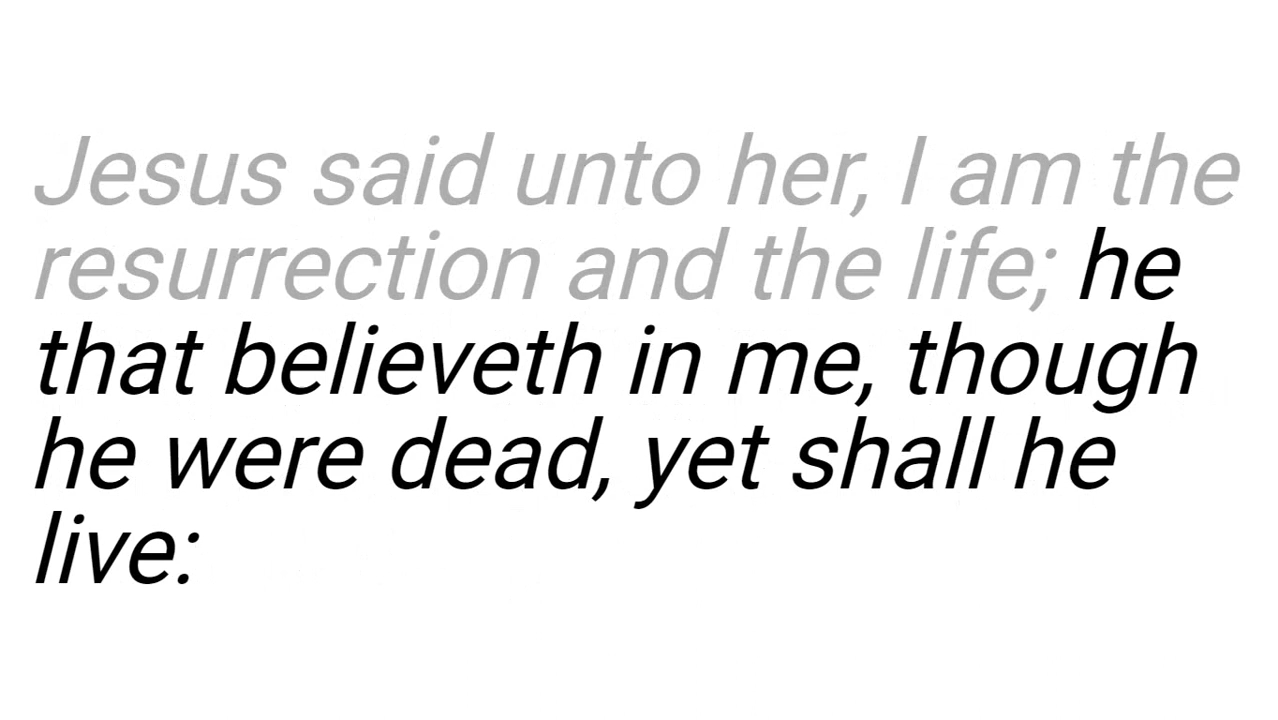 Jesus said unto her, I am the
resurrection and the life; he
that believeth in me, though
he were dead, yet shall he
live: